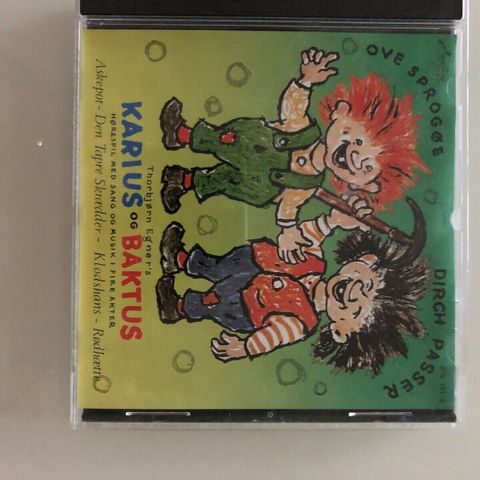 OVE SPROGØE
DIRCH PASSER
Thorbjørn Egner's
KARIUS OG BAKTUS
HØRESPIL MED SANG OG MUSIK I FIRE AKTER
Askepot - Den Tapre Skrædder - Klodshans - Rødhætte